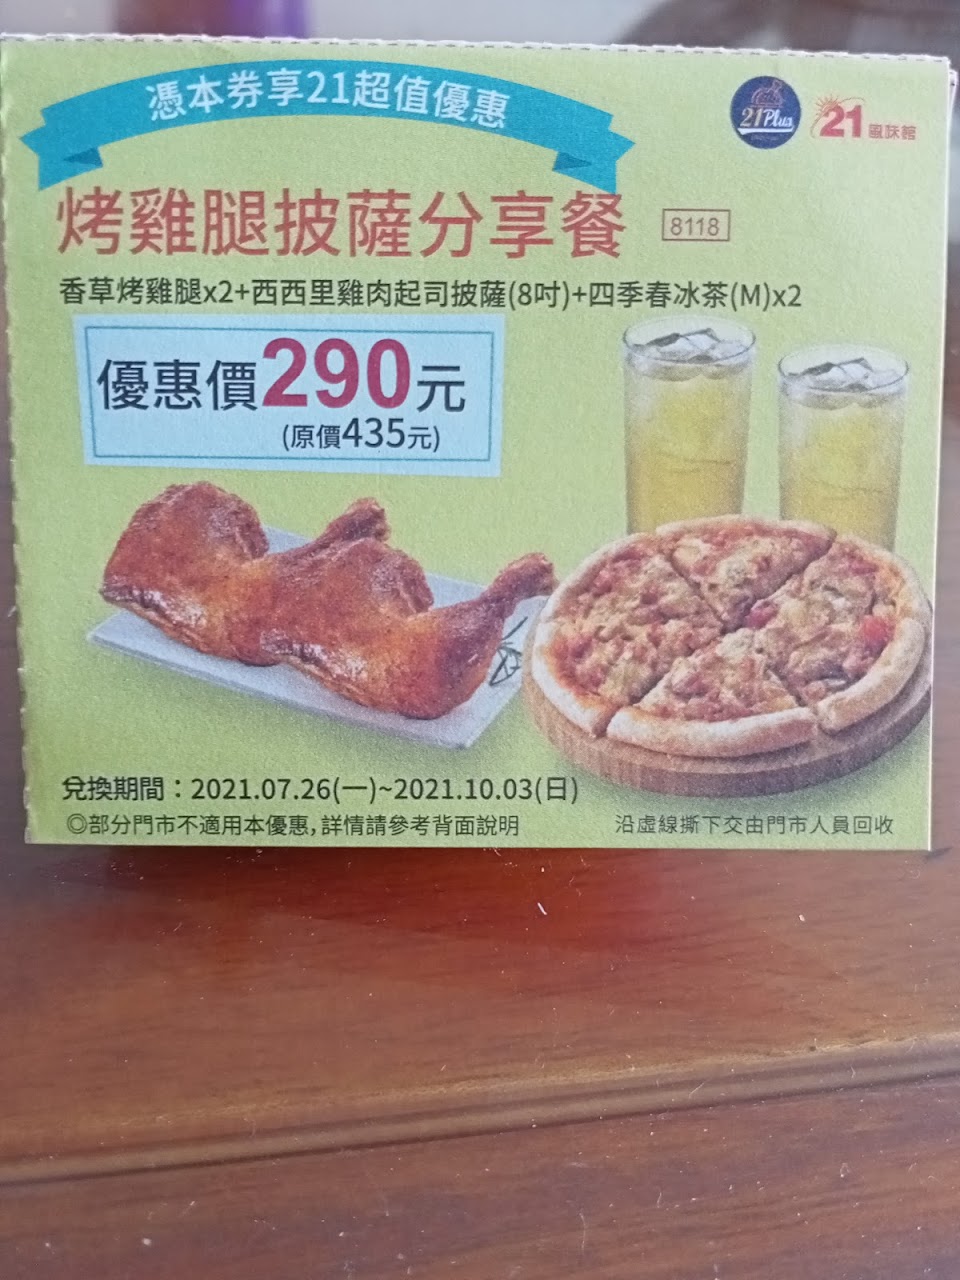 憑本券享21超值優惠
21Plus
21風味館
烤雞腿披薩分享餐
8118
香草烤雞腿x2+西西里雞肉起司披薩(8吋)+四季春冰茶(M)x2
優惠價290元
(原價435元)
兌換期間：2021.07.26(一)~2021.10.03(日)
◎部分門市不適用本優惠,詳情請參考背面說明
沿虛線撕下交由門市人員回收